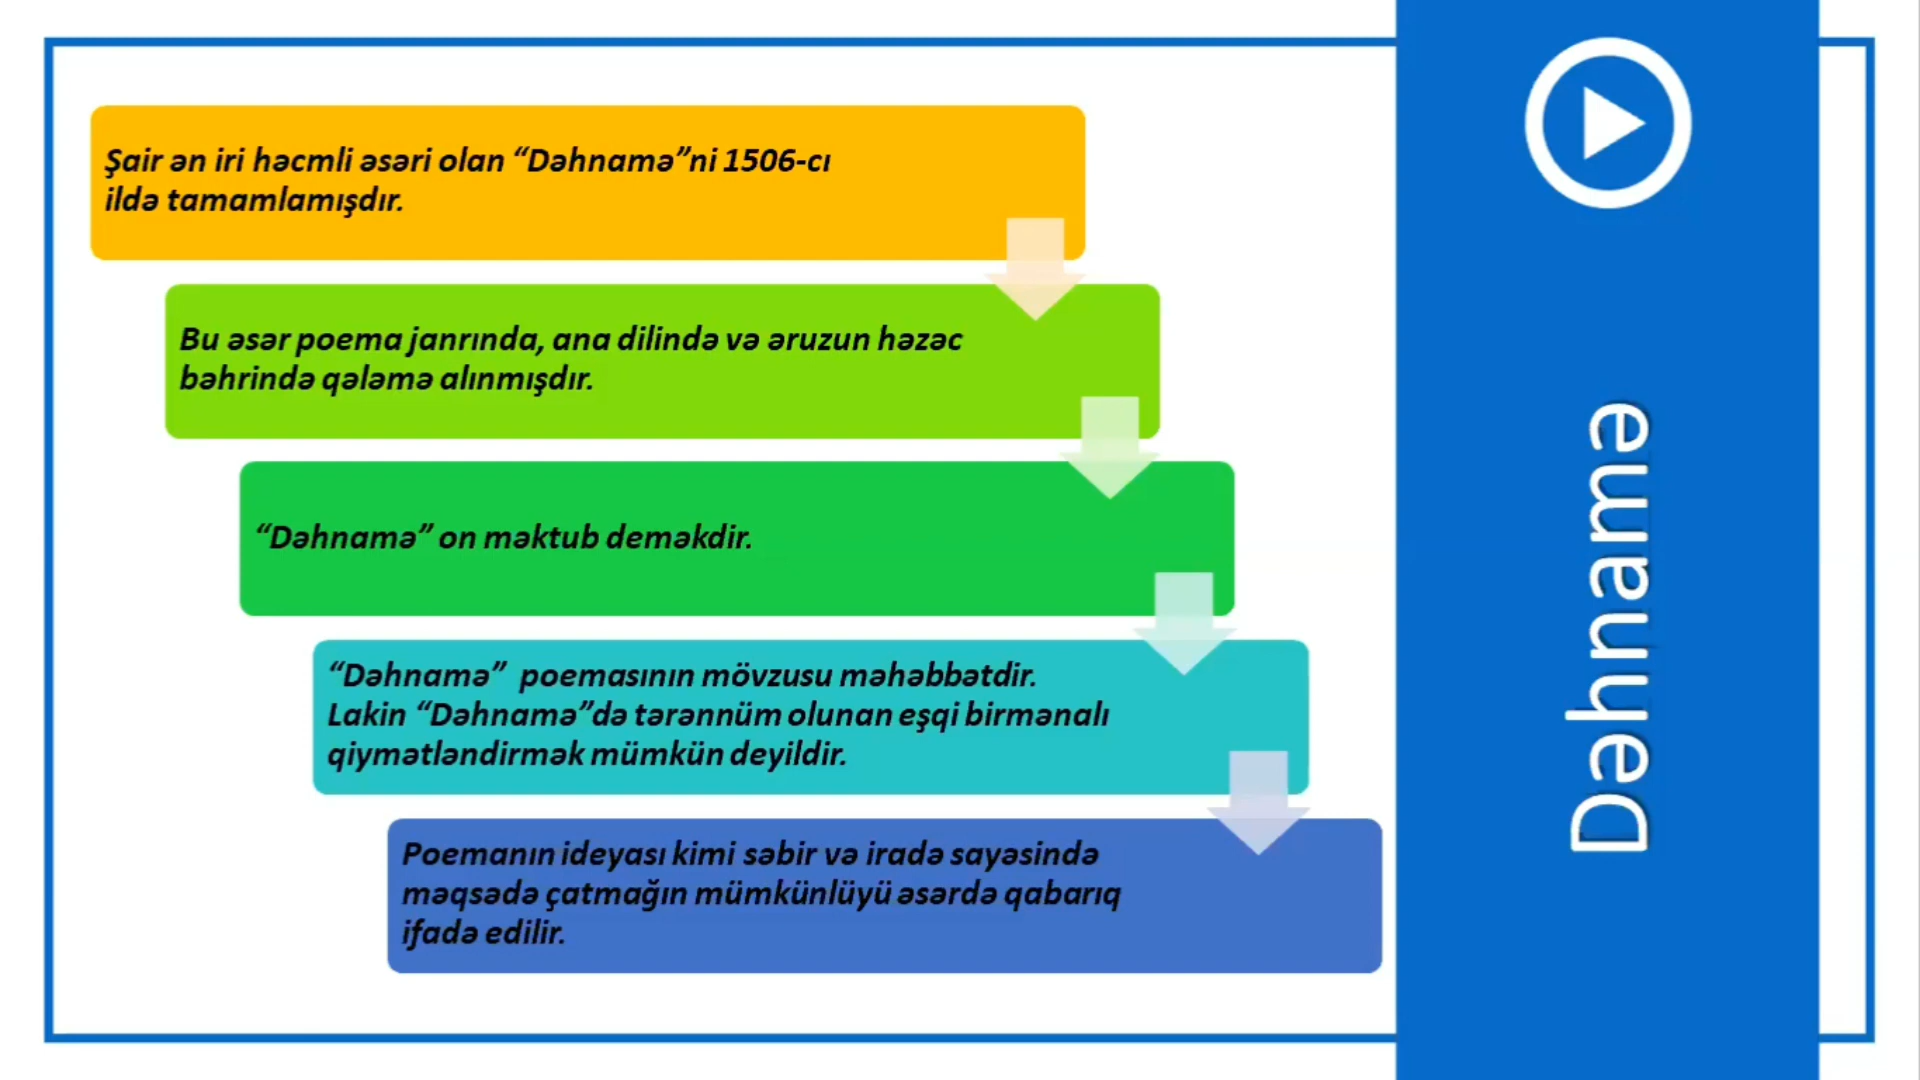 Şair ən iri həcmli əsəri olan “Dəhnamə”ni 1506-cı
ildə tamamlamışdır.
Bu əsər poema janrında, ana dilində və əruzun həzəc
bəhrində qələmə alınmışdır.
“Dəhnamə” on məktub deməkdir.
“Dəhnamə” poemasının mövzusu məhəbbətdir.
Lakin “Dəhnamə”də tərənnüm olunan eşqi birmənalı
qiymətləndirmək mümkün deyildir.
Poemanın ideyası kimi səbir və iradə sayəsində
məqsədə çatmağın mümkünlüyü əsərdə qabarıq
ifadə edilir.
Dəhnamə